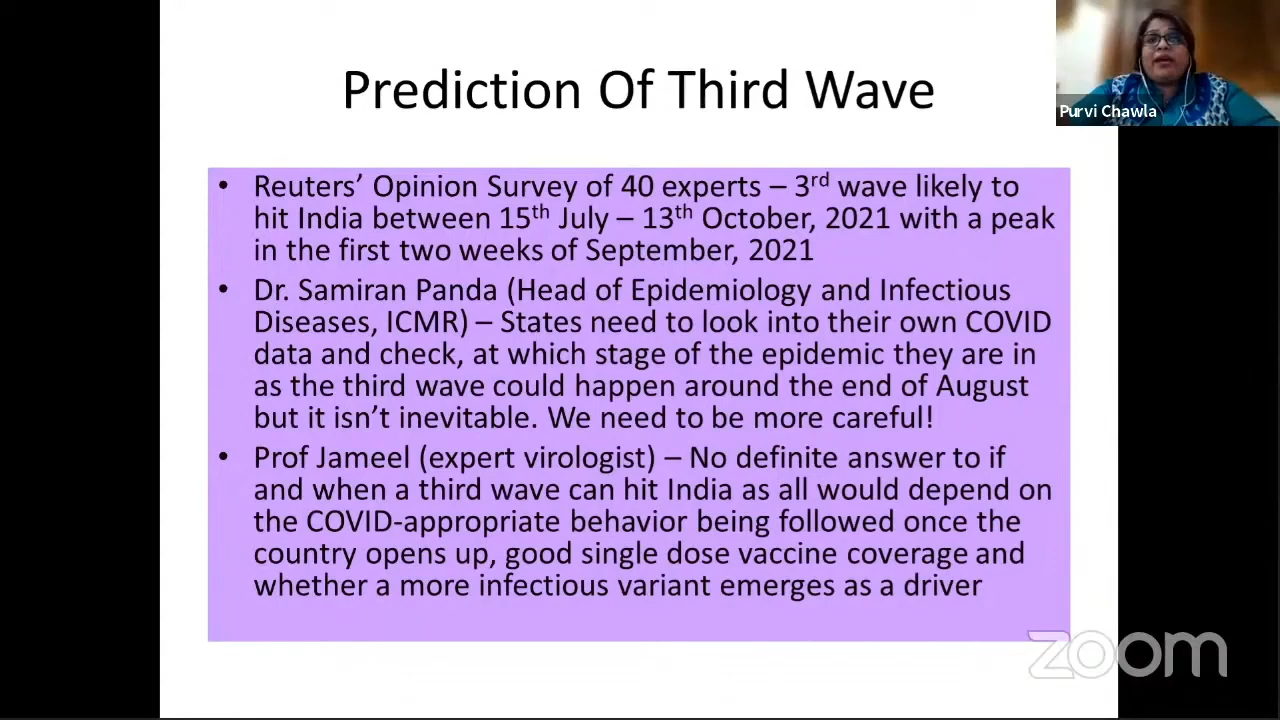 Prediction Of Third Wave
Purvi Chawla
• Reuters’ Opinion Survey of 40 experts – 3rd wave likely to
hit India between 15th July – 13th October, 2021 with a peak
in the first two weeks of September, 2021
• Dr. Samiran Panda (Head of Epidemiology and Infectious
Diseases, ICMR) – States need to look into their own COVID
data and check, at which stage of the epidemic they are in
as the third wave could happen around the end of August
but it isn’t inevitable. We need to be more careful!
• Prof Jameel (expert virologist) – No definite answer to if
and when a third wave can hit India as all would depend on
the COVID-appropriate behavior being followed once the
country opens up, good single dose vaccine coverage and
whether a more infectious variant emerges as a driver
zoom